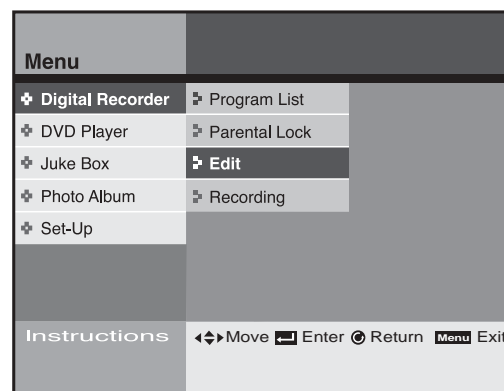 Menu
Digital Recorder
DVD Player
Juke Box
Photo Album
Set-Up
Program List
Parental Lock
Edit
Recording
Instructions
Move Enter Return Menu Exit